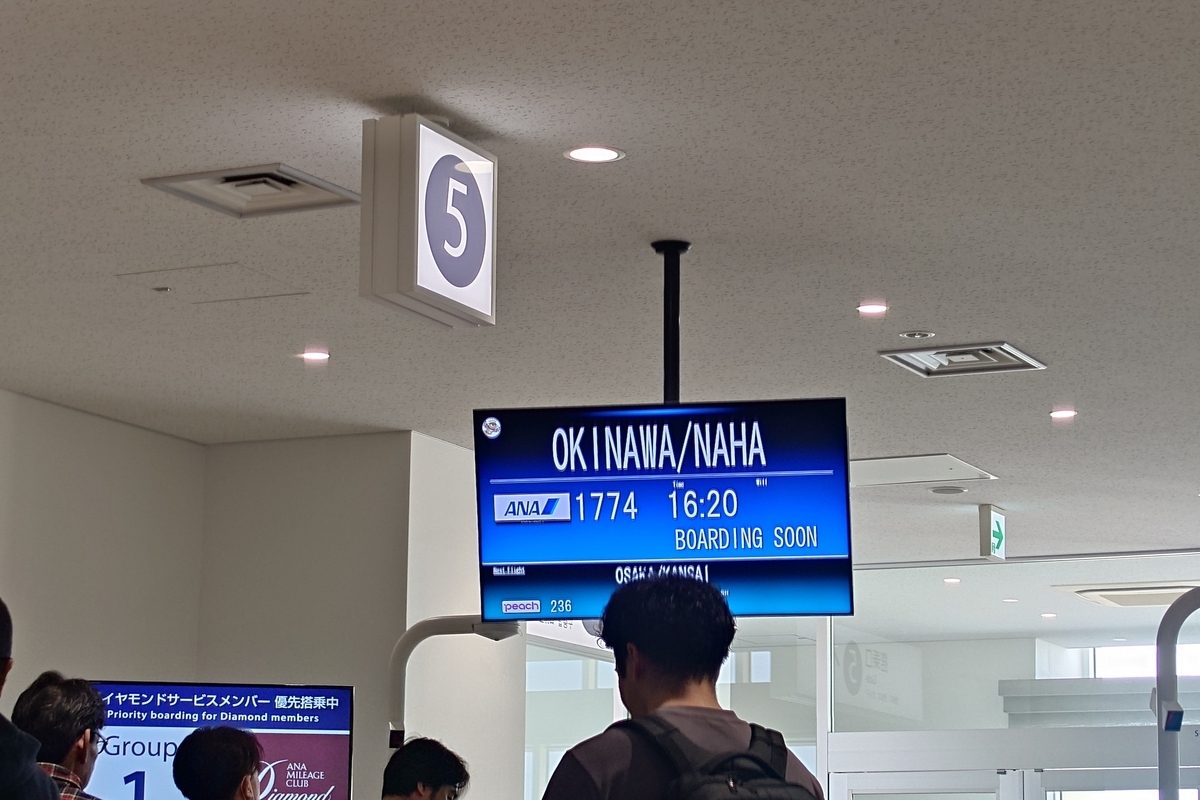 5
OKINAWA/NAHA
Time
ANA 1774 16:20
BOARDING SOON
Next Flight
OSAKA/KANSAI
peach 236
イヤモンドサービスメンバー 優先搭乗中
Priority boarding for Diamond members
Group
1
ANA
MILEAGE
CLUB
Diamond